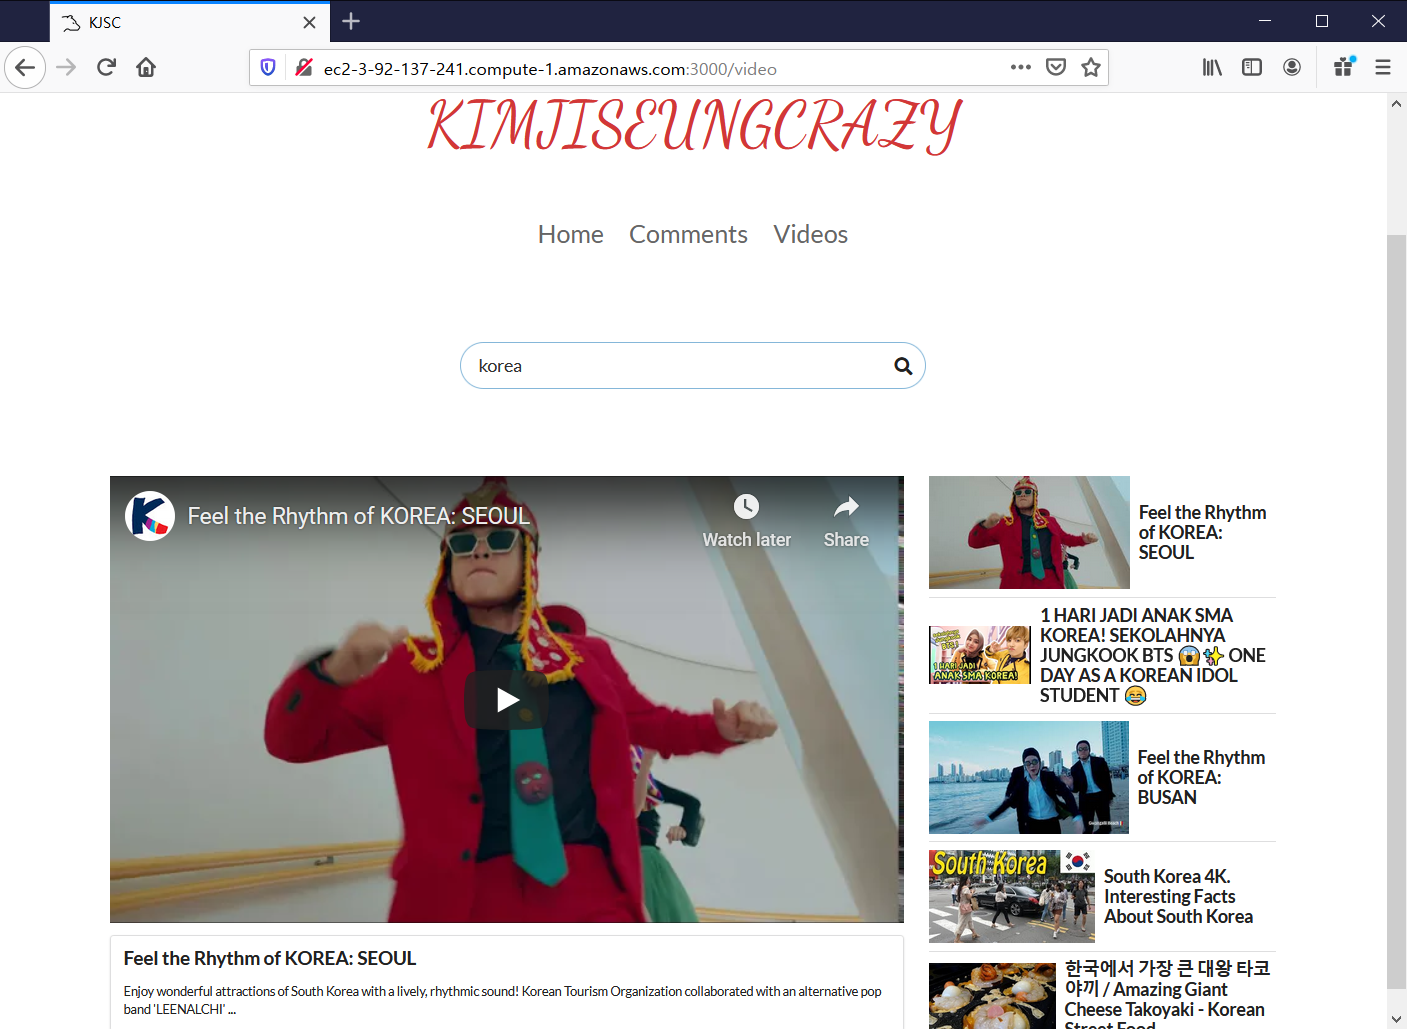 KJSC
ec2-3-92-137-241.compute-1.amazonaws.com:3000/video
KIMJISEUNGCRAZY
Home Comments Videos
korea
Feel the Rhythm of KOREA: SEOUL
Watch later
Share
Feel the Rhythm of KOREA: SEOUL
Enjoy wonderful attractions of South Korea with a lively, rhythmic sound! Korean Tourism Organization collaborated with an alternative pop
band 'LEENALCHI' ...
Feel the Rhythm
of KOREA:
SEOUL
1 HARI JADI
ANAK SMA KOREA!
1 HARI JADI ANAK SMA
KOREA! SEKOLAHNYA
JUNGKOOK BTS 😱✨ ONE
DAY AS A KOREAN IDOL
STUDENT 😂
Feel the Rhythm
of KOREA:
BUSAN
South Korea
South Korea 4K.
Interesting Facts
About South Korea
한국에서 가장 큰 대왕 타코
야끼 / Amazing Giant
Cheese Takoyaki - Korean
Street Food